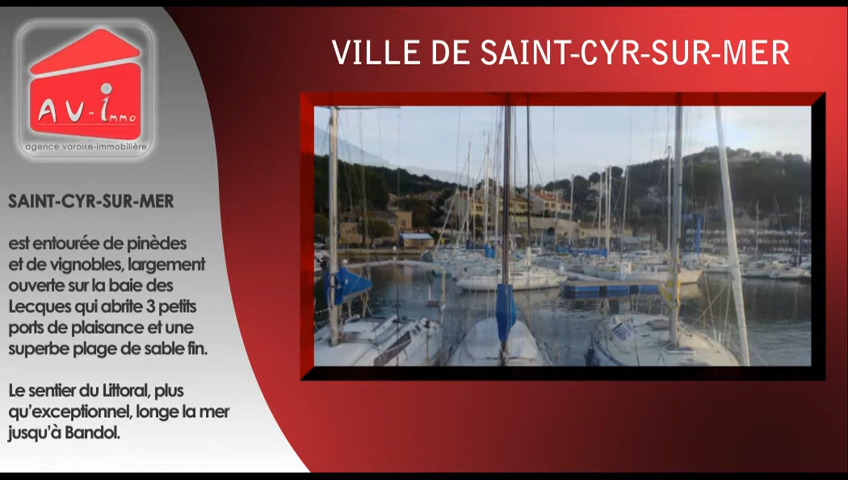 VILLE DE SAINT-CYR-SUR-MER
AV-immo
agence varoise-immobilière
SAINT-CYR-SUR-MER
est entourée de pinèdes
et de vignobles, largement
ouverte sur la baie des
Lecques qui abrite 3 petits
ports de plaisance et une
superbe plage de sable fin.
Le sentier du Littoral, plus
qu'exceptionnel, longe la mer
jusqu'à Bandol.